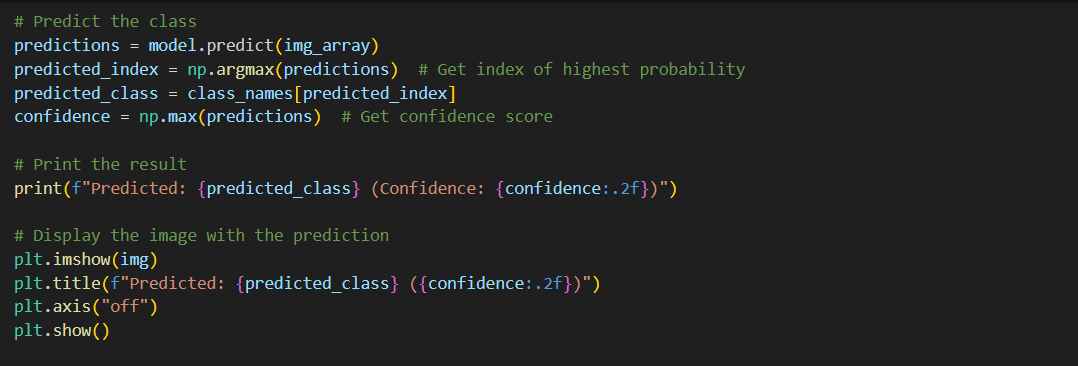 # Predict the class
predictions = model.predict(img_array)
predicted_index = np.argmax(predictions)  # Get index of highest probability
predicted_class = class_names[predicted_index]
confidence = np.max(predictions)  # Get confidence score
# Print the result
print(f"Predicted: {predicted_class} (Confidence: {confidence:.2f})")
# Display the image with the prediction
plt.imshow(img)
plt.title(f"Predicted: {predicted_class} ({confidence:.2f})")
plt.axis("off")
plt.show()